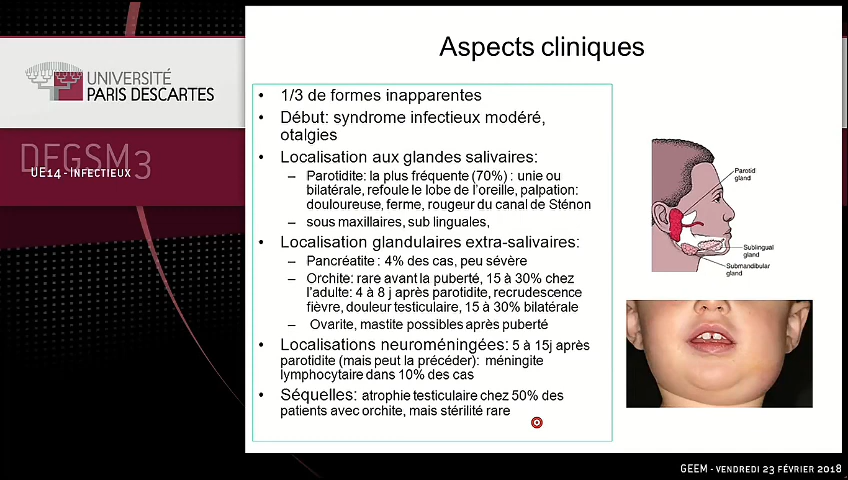 UNIVERSITÉ
PARIS DESCARTES
DFGSM3
UE14 - INFECTIEUX
Aspects cliniques
• 1/3 de formes inapparentes
• Début: syndrome infectieux modéré,
otalgies
• Localisation aux glandes salivaires:
– Parotidite: la plus fréquente (70%) : unie ou
bilatérale, refoule le lobe de l'oreille, palpation:
douloureuse, ferme, rougeur du canal de Sténon
– sous maxillaires, sub linguales,
• Localisation glandulaires extra-salivaires:
– Pancréatite : 4% des cas, peu sévère
– Orchite: rare avant la puberté, 15 à 30% chez
l'adulte: 4 à 8 j après parotidite, recrudescence
fièvre, douleur testiculaire, 15 à 30% bilatérale
– Ovarite, mastite possibles après puberté
• Localisations neuroméningées: 5 à 15j après
parotidite (mais peut la précéder): méningite
lymphocytaire dans 10% des cas
• Séquelles: atrophie testiculaire chez 50% des
patients avec orchite, mais stérilité rare
Parotid
gland
Sublingual
gland
Submandibular
gland
GEEM - VENDREDI 23 FÉVRIER 2018